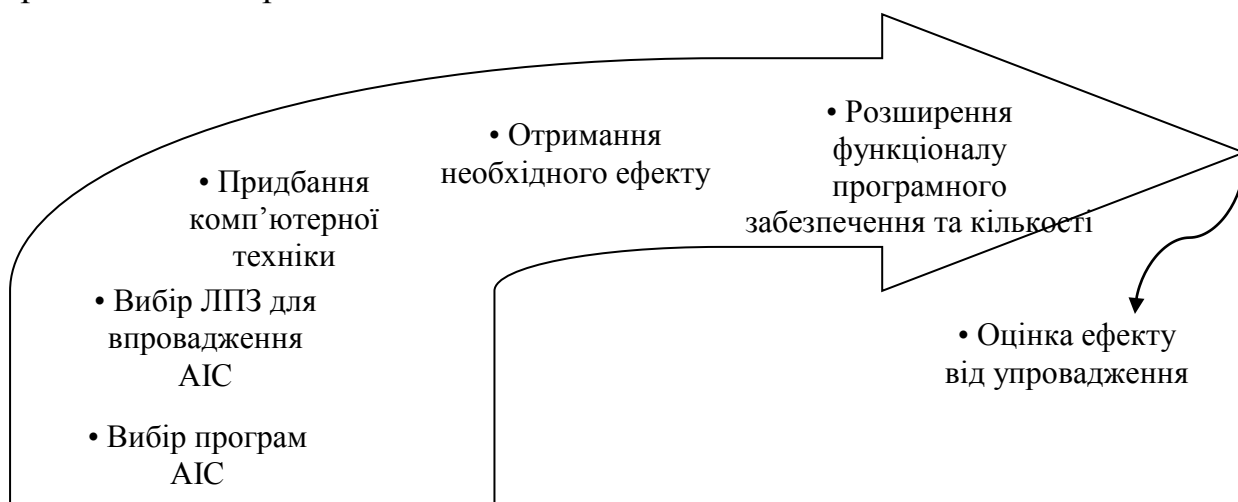 • Придбання
комп’ютерної
техніки
• Вибір ЛПЗ для
впровадження
АІС
• Вибір програм
АІС
• Отримання
необхідного ефекту
• Розширення
функціоналу
програмного
забезпечення та кількості
• Оцінка ефекту
від упровадження